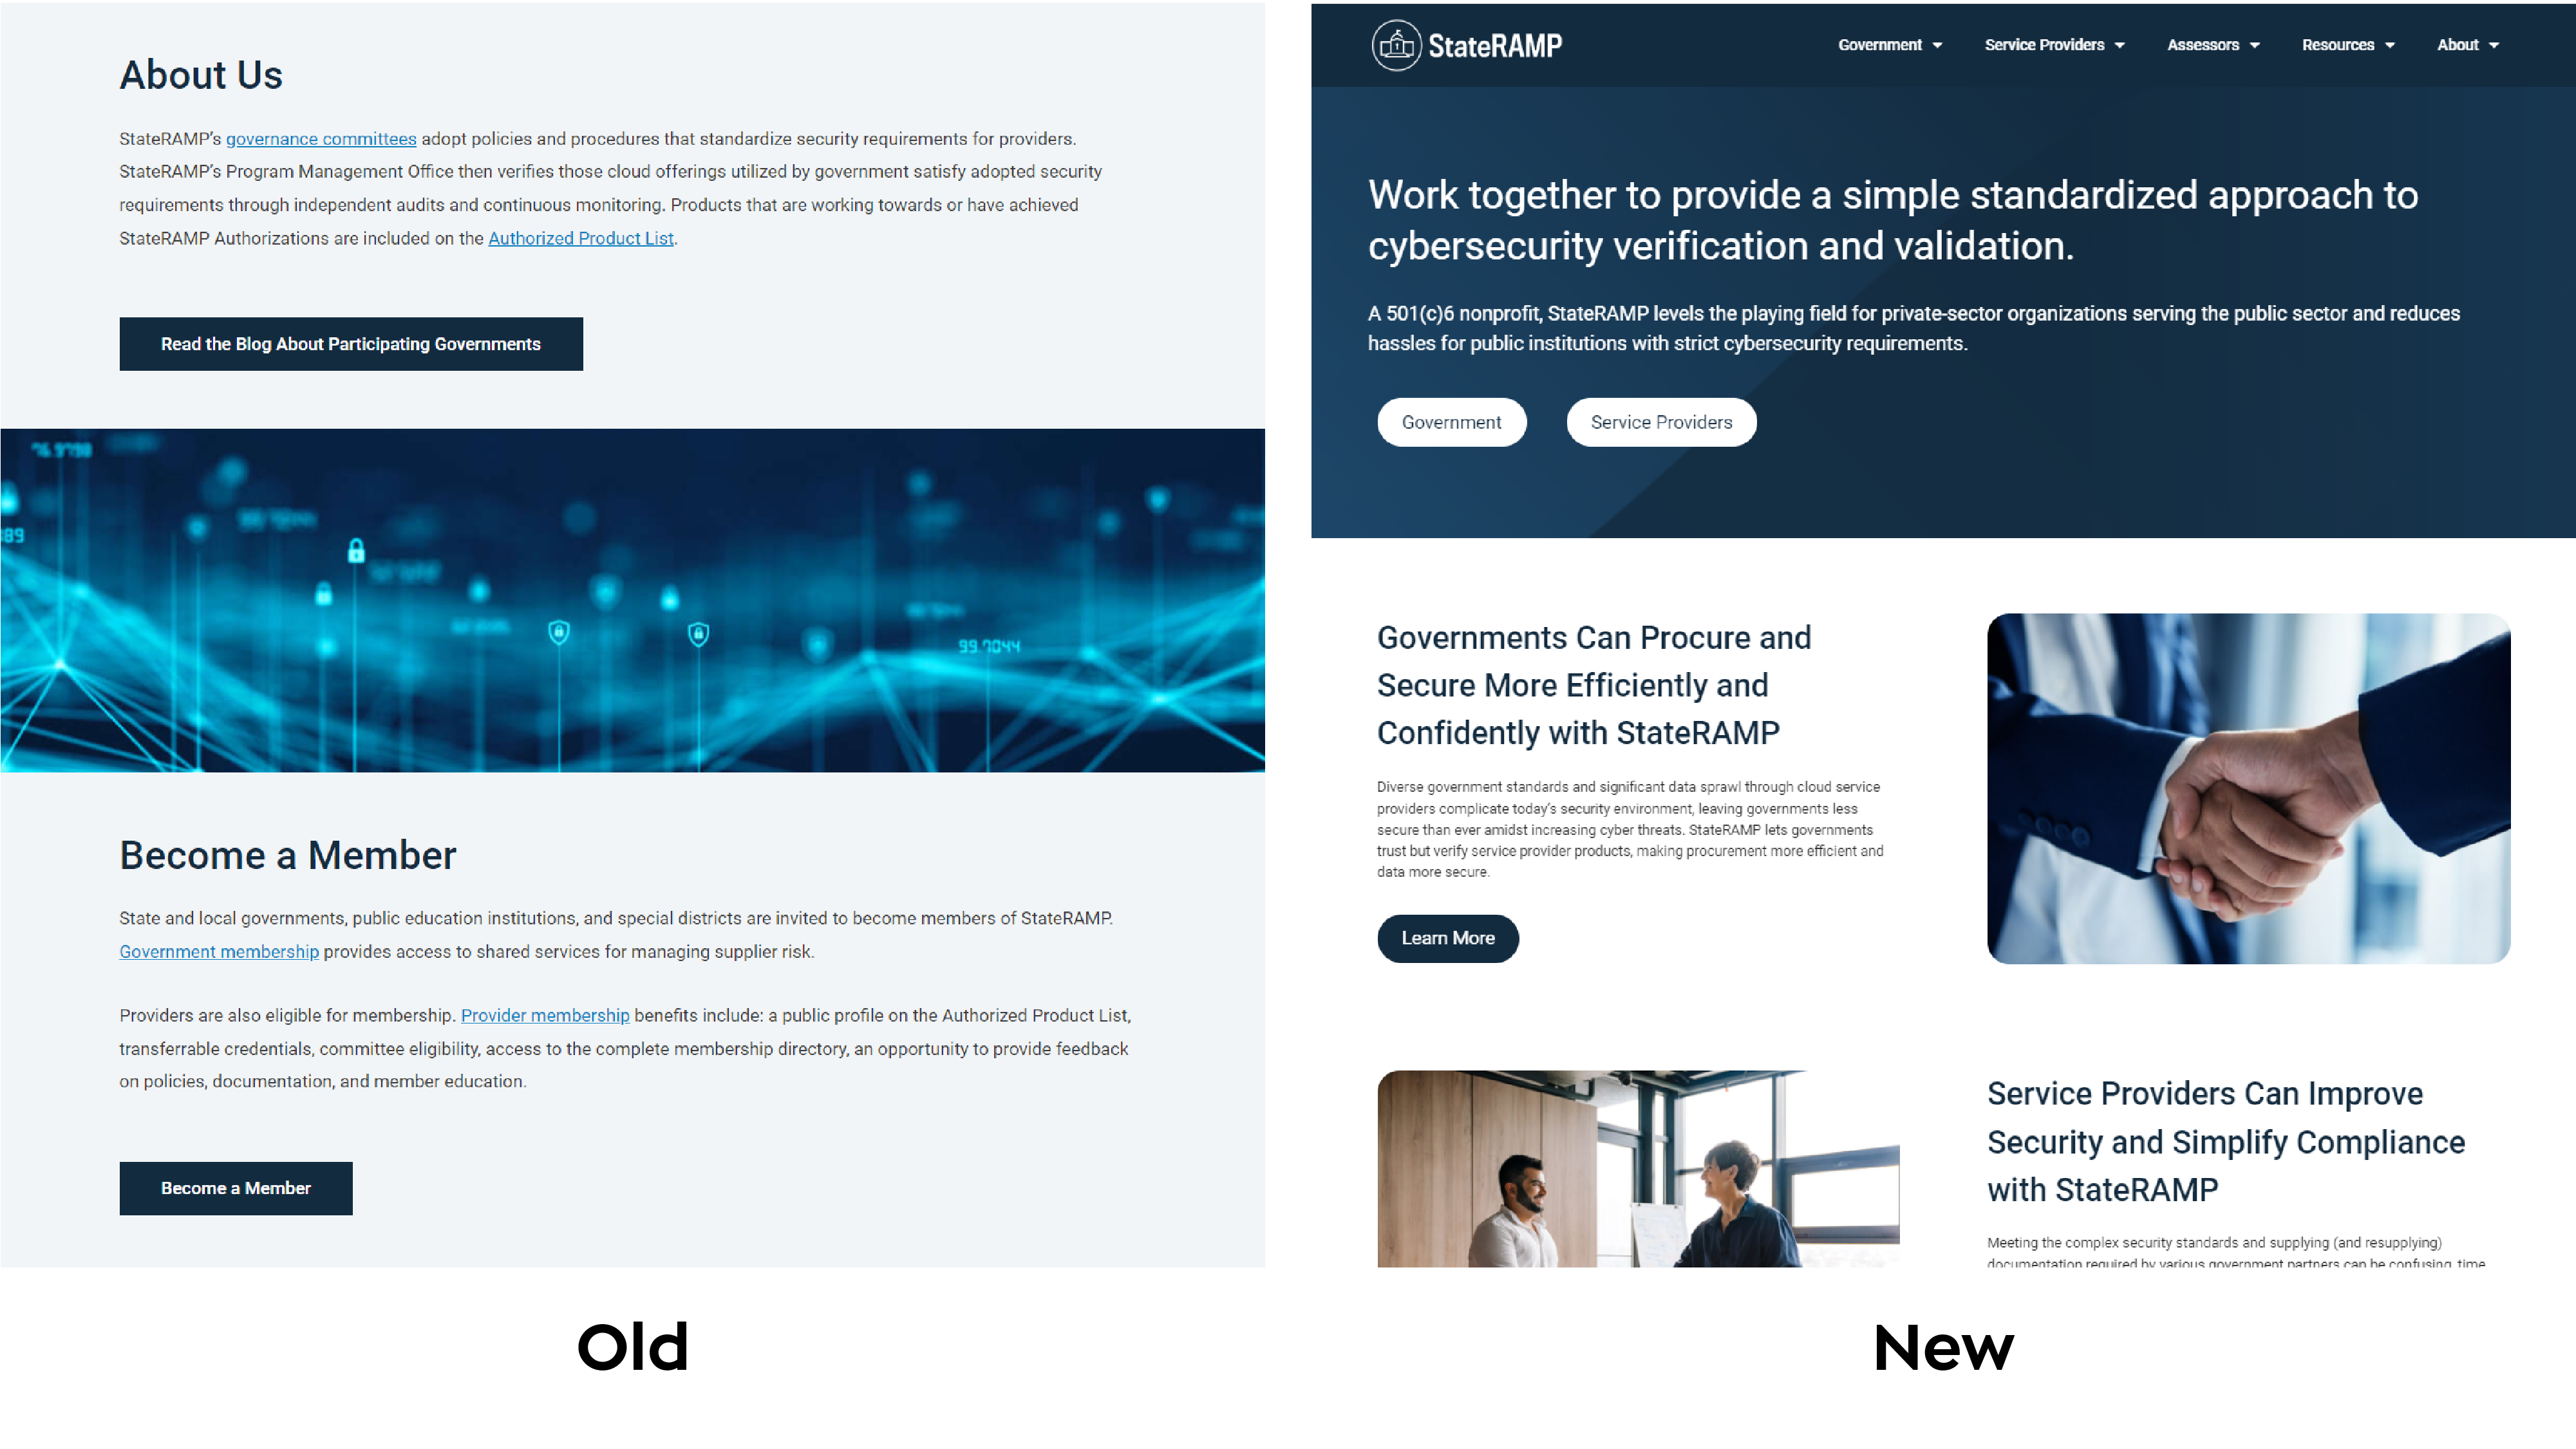 About Us
StateRAMP’s governance committees adopt policies and procedures that standardize security requirements for providers.
StateRAMP’s Program Management Office then verifies those cloud offerings utilized by government satisfy adopted security
requirements through independent audits and continuous monitoring. Products that are working towards or have achieved
StateRAMP Authorizations are included on the Authorized Product List.
Read the Blog About Participating Governments
99.7044
Become a Member
State and local governments, public education institutions, and special districts are invited to become members of StateRAMP.
Government membership provides access to shared services for managing supplier risk.
Providers are also eligible for membership. Provider membership benefits include: a public profile on the Authorized Product List,
transferrable credentials, committee eligibility, access to the complete membership directory, an opportunity to provide feedback
on policies, documentation, and member education.
Become a Member
Old
StateRAMP
Government
Service Providers
Assessors
Resources
About
Work together to provide a simple standardized approach to
cybersecurity verification and validation.
A 501(c)6 nonprofit, StateRAMP levels the playing field for private-sector organizations serving the public sector and reduces
hassles for public institutions with strict cybersecurity requirements.
Government
Service Providers
Governments Can Procure and
Secure More Efficiently and
Confidently with StateRAMP
Diverse government standards and significant data sprawl through cloud service
providers complicate today’s security environment, leaving governments less
secure than ever amidst increasing cyber threats. StateRAMP lets governments
trust but verify service provider products, making procurement more efficient and
data more secure.
Learn More
Service Providers Can Improve
Security and Simplify Compliance
with StateRAMP
Meeting the complex security standards and supplying (and resupplying)
documentation required by various government partners can be confusing, time
New